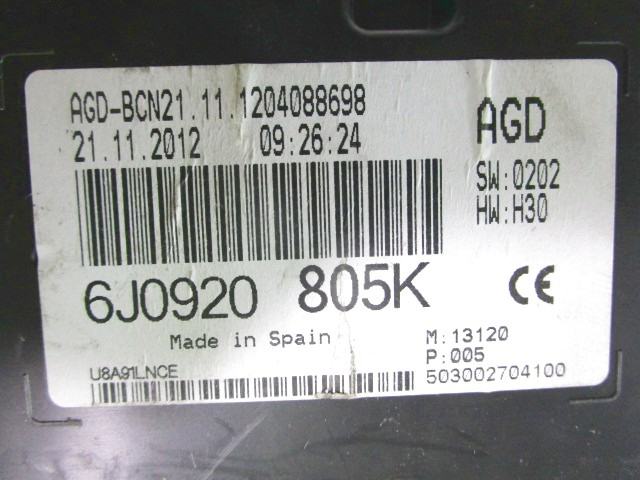 AGD-BCN21.11.1204088698
21.11.2012 09:26:24
AGD
SW:0202
HW:H30
6J0920 805K
CE
Made in Spain
M:13120
P:005
U8A91LNCE
503002704100